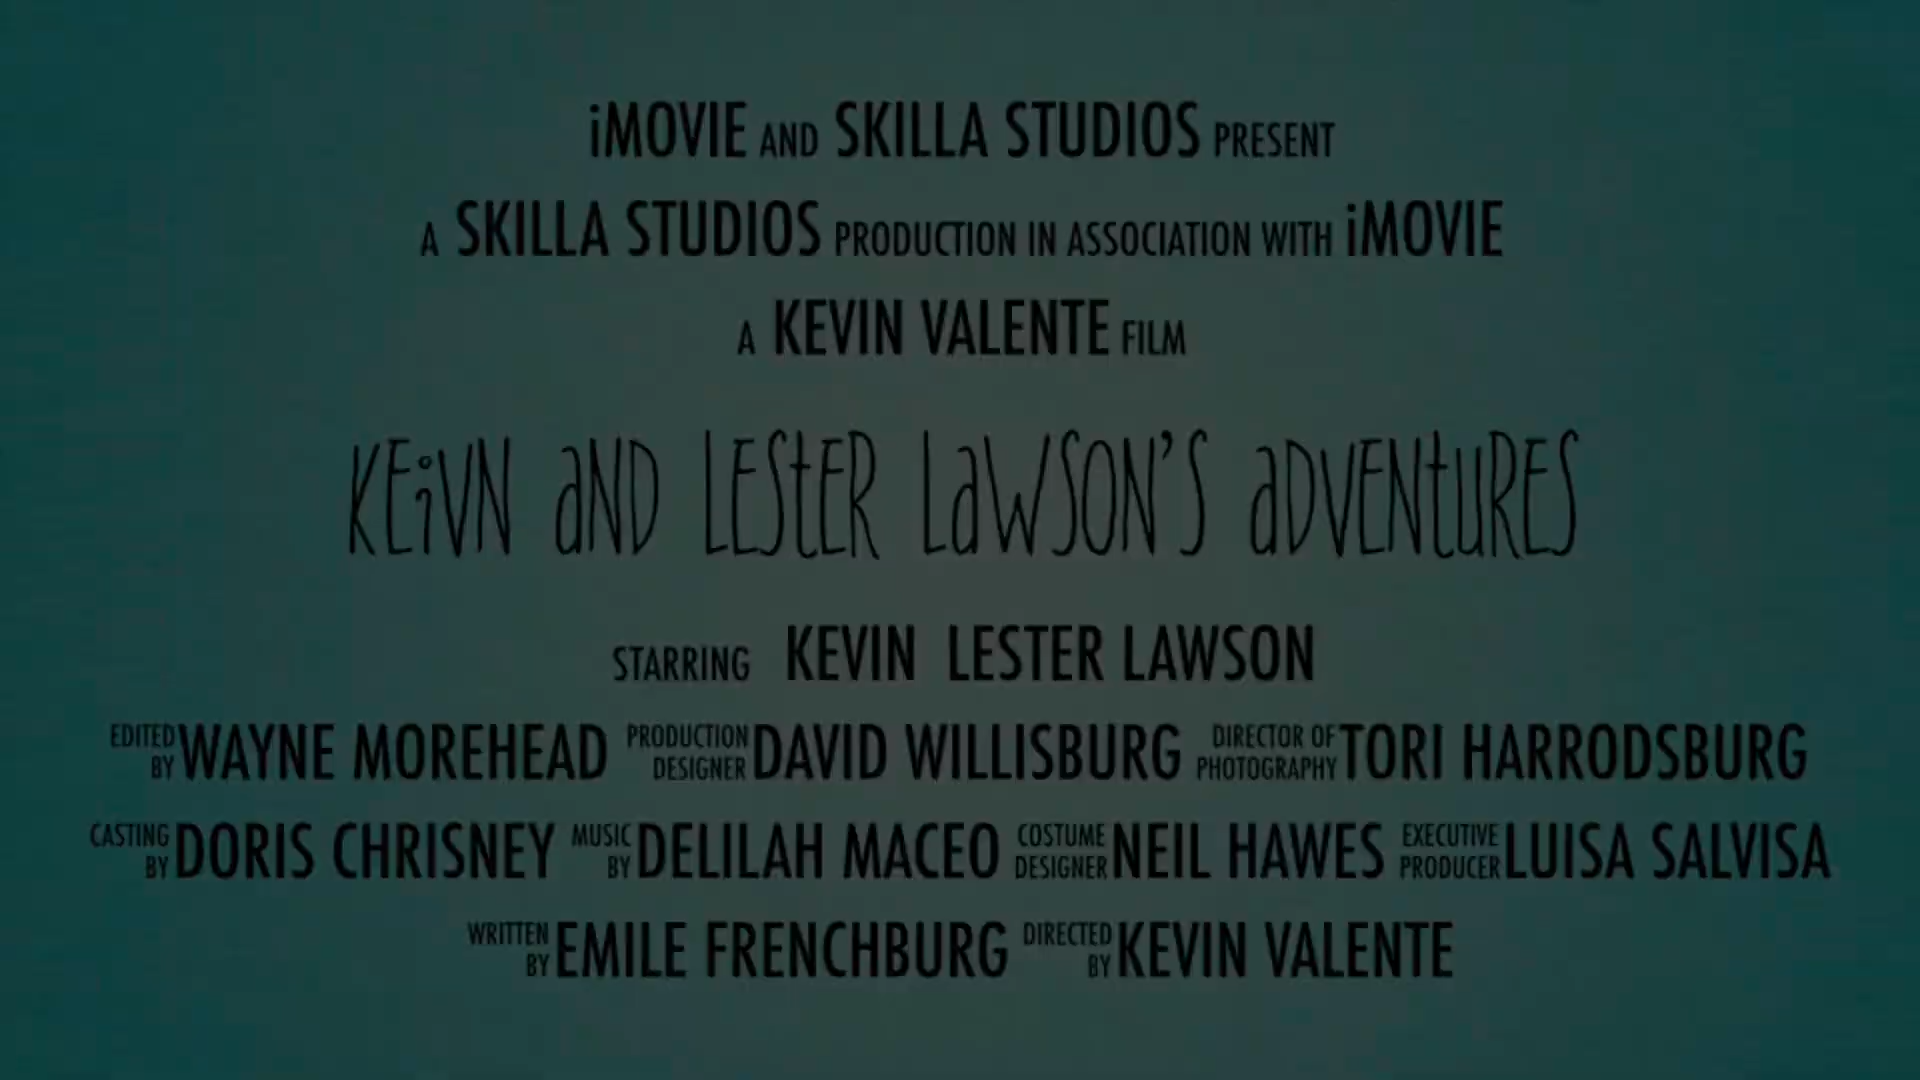 iMOVIE AND SKILLA STUDIOS PRESENT
A SKILLA STUDIOS PRODUCTION IN ASSOCIATION WITH iMOVIE
A KEVIN VALENTE FILM
KEiVN aND LEStER LaWSON'S aDVENtURES
STARRING KEVIN LESTER LAWSON
EDITED BY WAYNE MOREHEAD PRODUCTION DESIGNER DAVID WILLISBURG DIRECTOR OF PHOTOGRAPHY TORI HARRODSBURG
CASTING BY DORIS CHRISNEY MUSIC BY DELILAH MACEO COSTUME DESIGNER NEIL HAWES EXECUTIVE PRODUCER LUISA SALVISA
WRITTEN BY EMILE FRENCHBURG DIRECTED BY KEVIN VALENTE